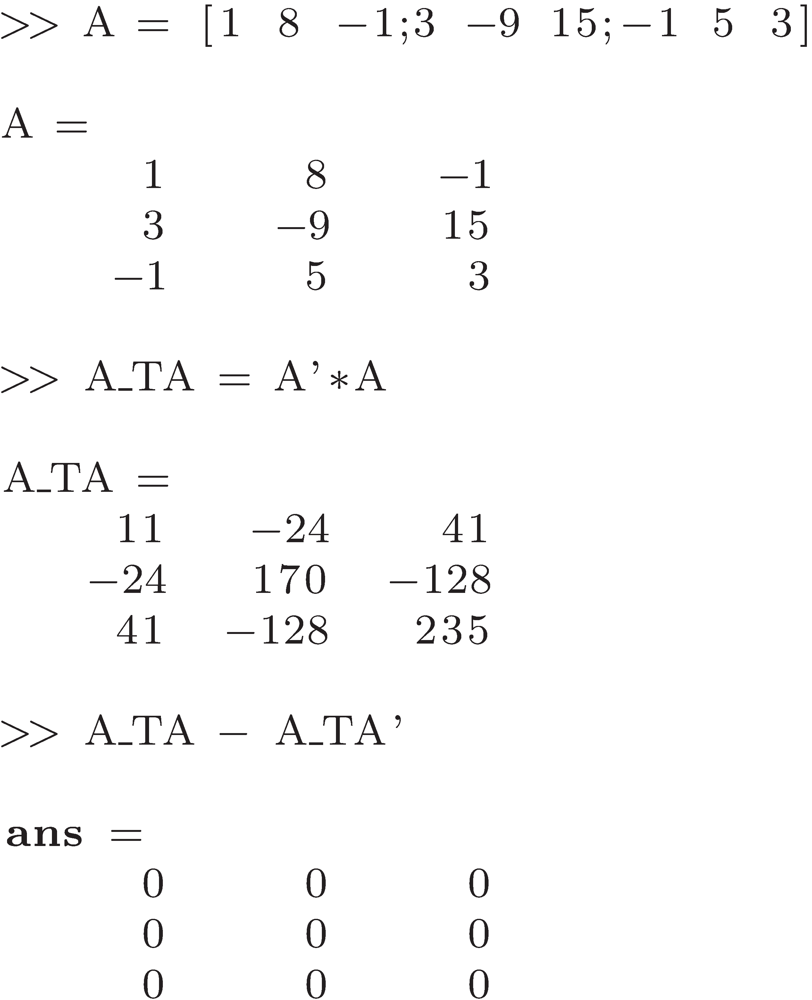 >> A = [1 8 −1;3 −9 15;−1 5 3]
A =
1 8 −1
3 −9 15
−1 5 3
>> A_TA = A'*A
A_TA =
11 −24 41
−24 170 −128
41 −128 235
>> A_TA − A_TA'
ans =
0 0 0
0 0 0
0 0 0